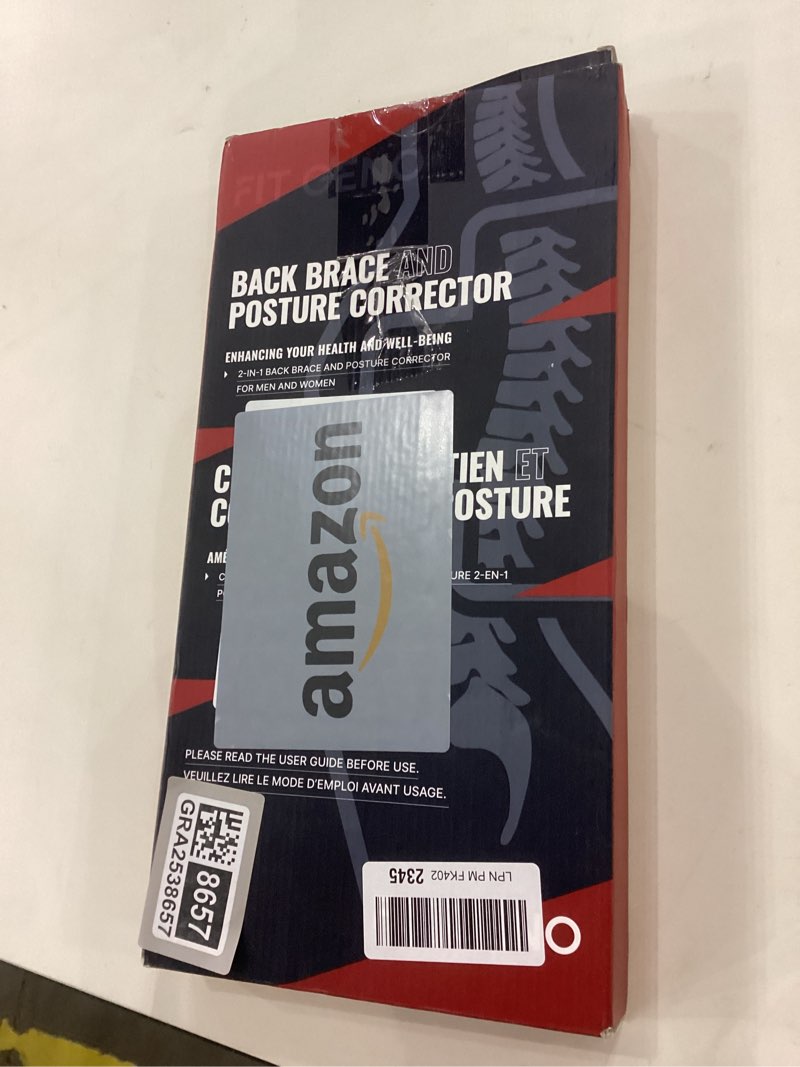 FIT GENO
BACK BRACE AND
POSTURE CORRECTOR
ENHANCING YOUR HEALTH AND WELL-BEING
2-IN-1 BACK BRACE AND POSTURE CORRECTOR
FOR MEN AND WOMEN
TIEN ET
POSTURE
AMÉ
URE 2-EN-1
amazon
PLEASE READ THE USER GUIDE BEFORE USE.
VEUILLEZ LIRE LE MODE D'EMPLOI AVANT USAGE.
8657
GRA2538657
LPN PM FK402 2345